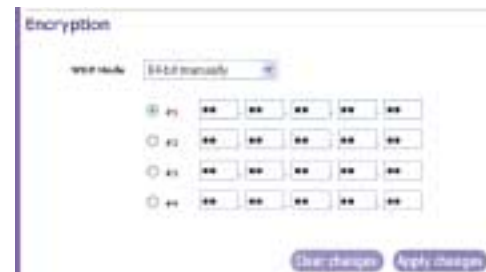 Encryption
WEP Mode 64-bit manually
#1 ** . ** . ** . ** . **
#2 ** . ** . ** . ** . **
#3 ** . ** . ** . ** . **
#4 ** . ** . ** . ** . **
Clear changes Apply changes